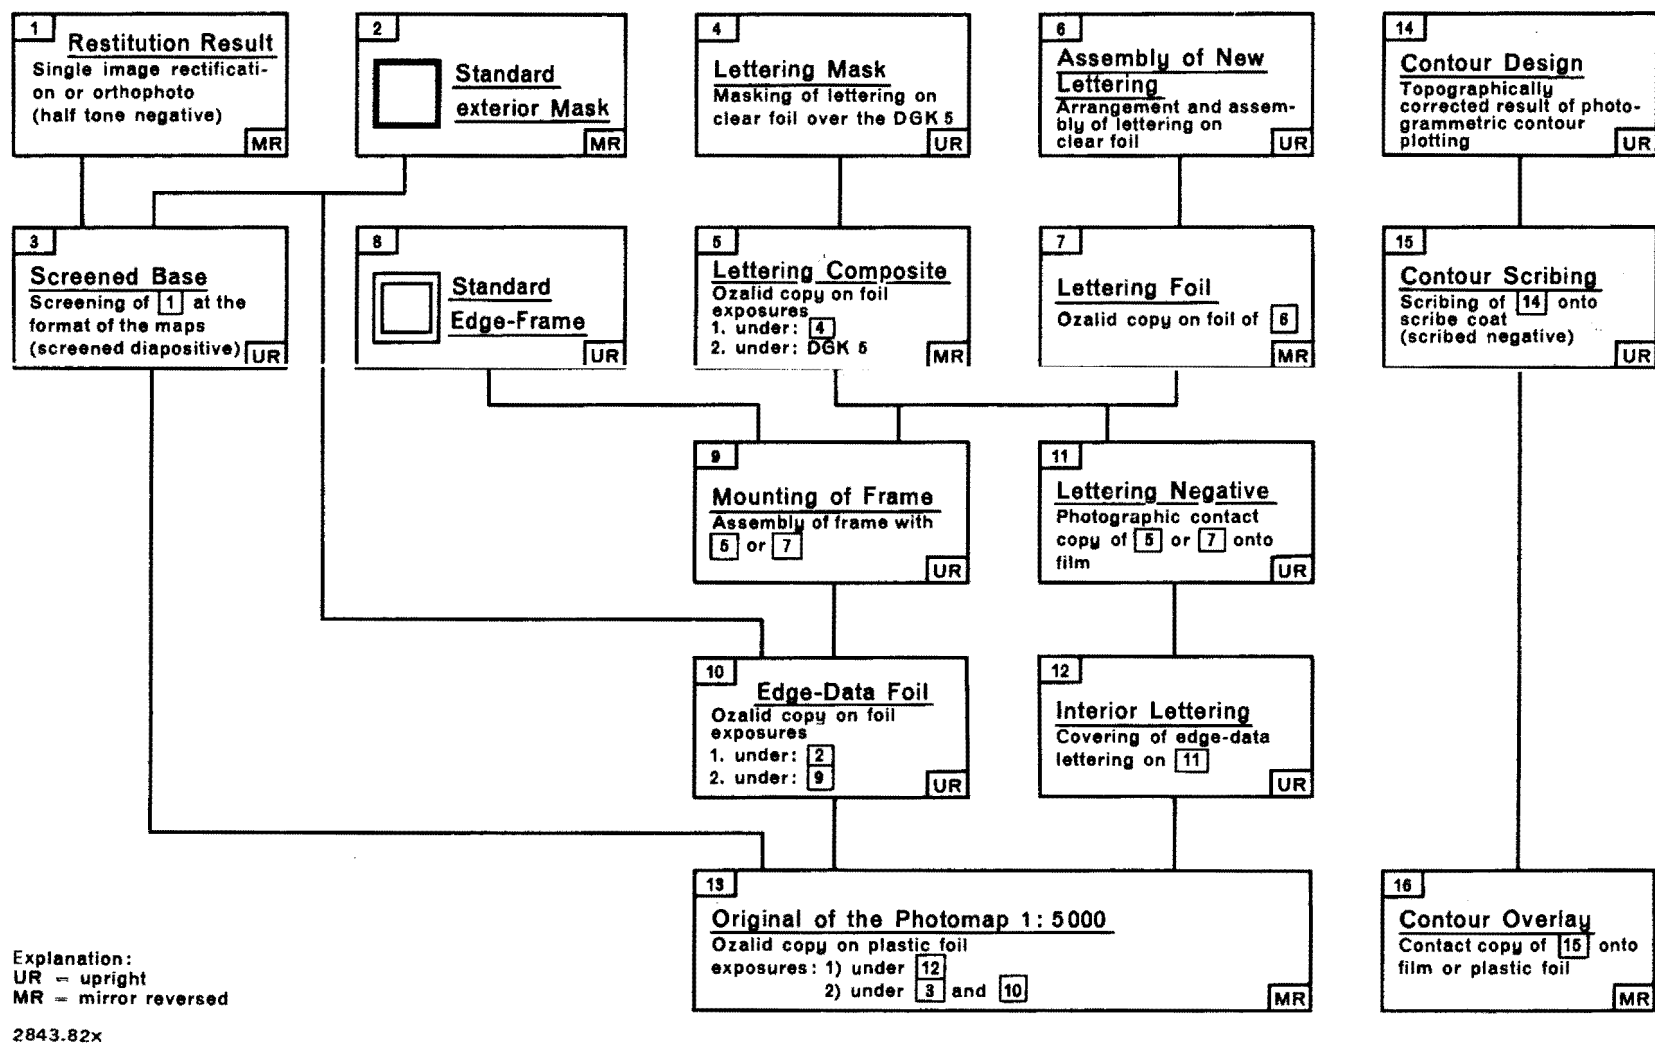 1
Restitution Result
Single image rectificati-
on or orthophoto
(half tone negative)
MR
2
Standard
exterior Mask
MR
4
Lettering Mask
Masking of lettering on
clear foil over the DGK 5
UR
6
Assembly of New
Lettering
Arrangement and assem-
bly of lettering on
clear foil
UR
14
Contour Design
Topographically
corrected result of photo-
grammetric contour
plotting
UR
3
Screened Base
Screening of 1 at the
format of the maps
(screened diapositive)
UR
8
Standard
Edge-Frame
UR
5
Lettering Composite
Ozalid copy on foil
exposures
1. under: 4
2. under: DGK 5
MR
7
Lettering Foil
Ozalid copy on foil of 6
MR
15
Contour Scribing
Scribing of 14 onto
scribe coat
(scribed negative)
UR
9
Mounting of Frame
Assembly of frame with
5 or 7
UR
11
Lettering Negative
Photographic contact
copy of 5 or 7 onto
film
UR
10
Edge-Data Foil
Ozalid copy on foil
exposures
1. under: 2
2. under: 9
UR
12
Interior Lettering
Covering of edge-data
lettering on 11
UR
13
Original of the Photomap 1:5000
Ozalid copy on plastic foil
exposures: 1) under 12
2) under 3 and 10
MR
16
Contour Overlay
Contact copy of 15 onto
film or plastic foil
MR
Explanation:
UR = upright
MR = mirror reversed
2843.82x